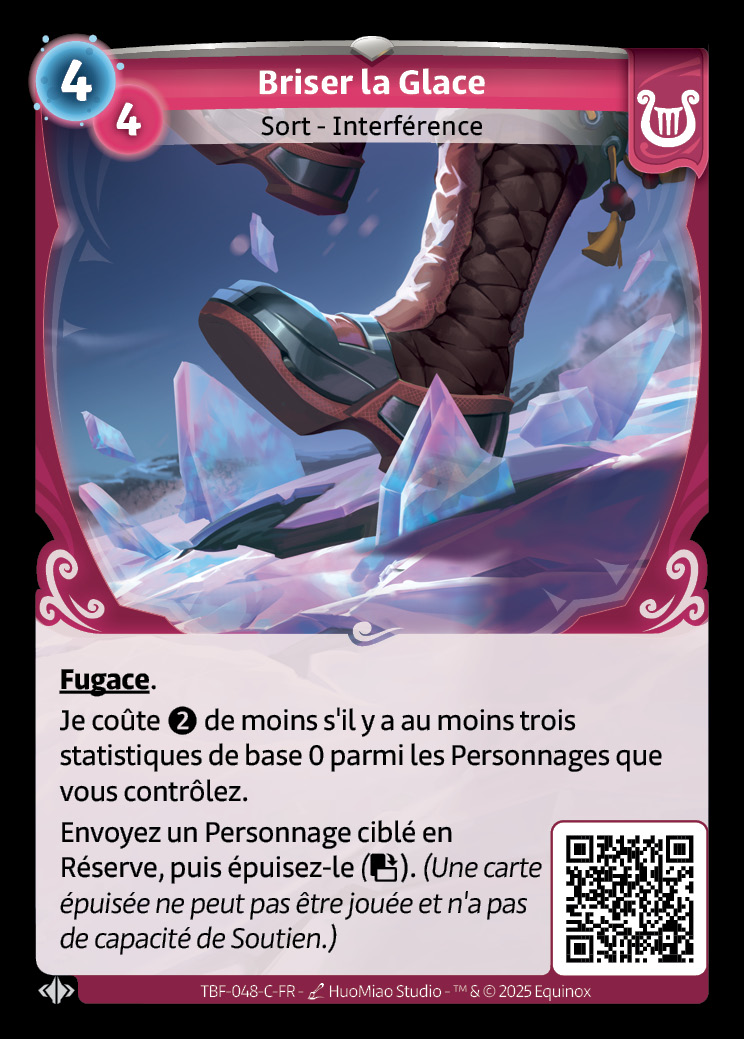 4
Briser la Glace
4
Sort - Interférence
Fugace.
Je coûte 2 de moins s'il y a au moins trois
statistiques de base 0 parmi les Personnages que
vous contrôlez.
Envoyez un Personnage ciblé en
Réserve, puis épuisez-le (). (Une carte
épuisée ne peut pas être jouée et n'a pas
de capacité de Soutien.)
TBF-048-C-FR - HuoMiao Studio - ™ & © 2025 Equinox